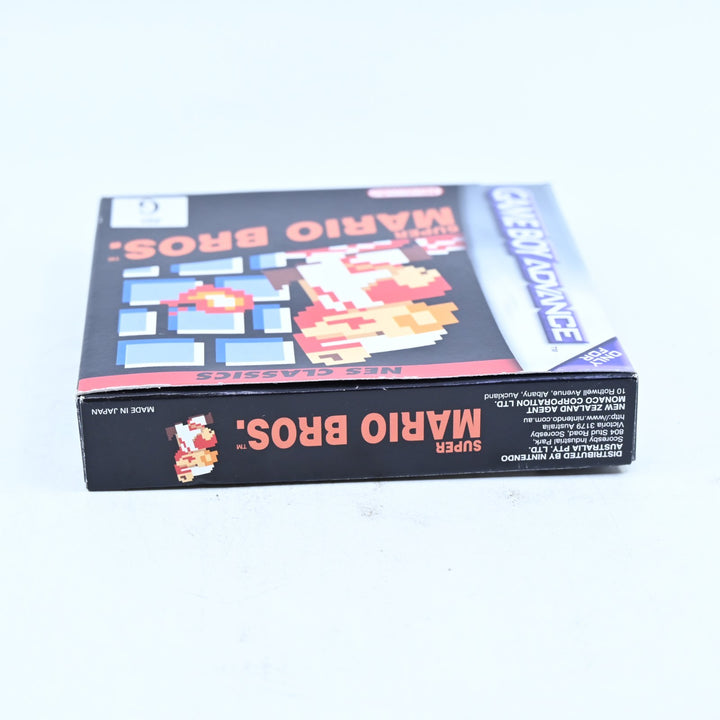 GAME BOY ADVANCE™
ONLY
FOR
SUPER
MARIO BROS.™
NES CLASSICS
G
SUPER
MARIO BROS.™
MADE IN JAPAN
DISTRIBUTED BY NINTENDO
AUSTRALIA PTY. LTD.
Scoresby Industrial Park,
804 Stud Road, Scoresby
Victoria 3179 Australia
http://www.nintendo.com.au
NEW ZEALAND AGENT
MONACO CORPORATION LTD.
10 Rothwell Avenue, Albany, Auckland